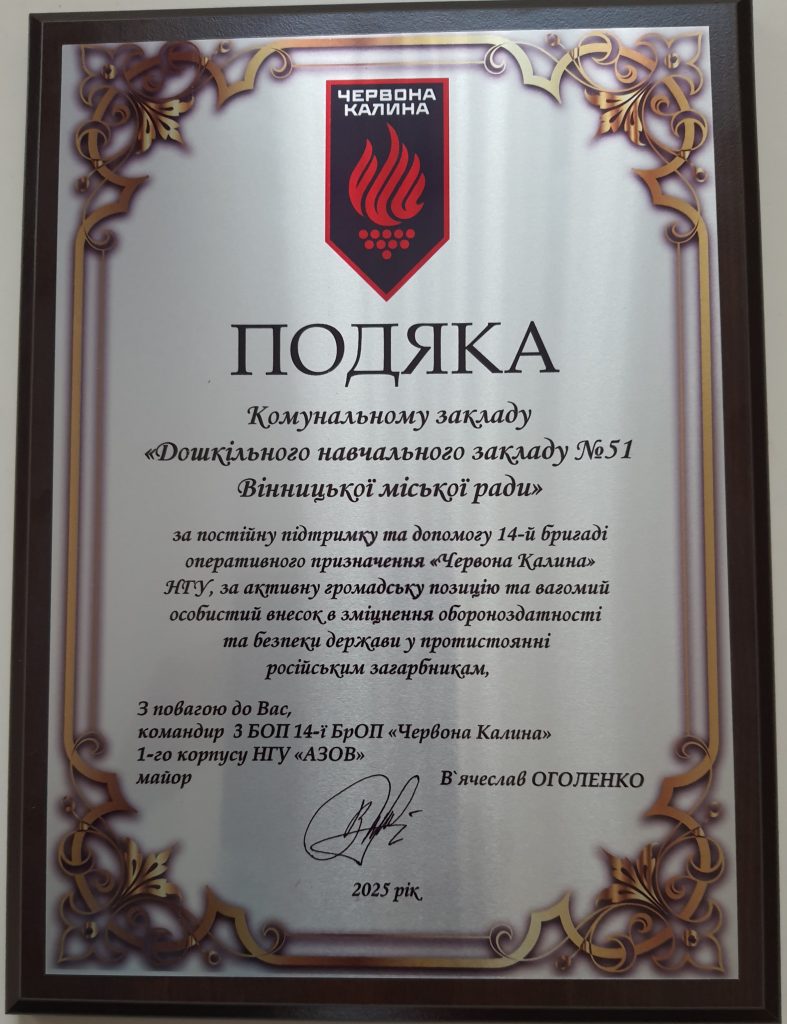 ЧЕРВОНА
КАЛИНА
ПОДЯКА
Комунальному закладу
«Дошкільного навчального закладу №51
Вінницької міської ради»
за постійну підтримку та допомогу 14-й бригаді
оперативного призначення «Червона Калина»
НГУ, за активну громадську позицію та вагомий
особистий внесок в зміцнення обороноздатності
та безпеки держави у протистоянні
російським загарбникам,
З повагою до Вас,
командир 3 БОП 14-ї БрОП «Червона Калина»
1-го корпусу НГУ «АЗОВ»
майор В`ячеслав ОГОЛЕНКО
2025 рік